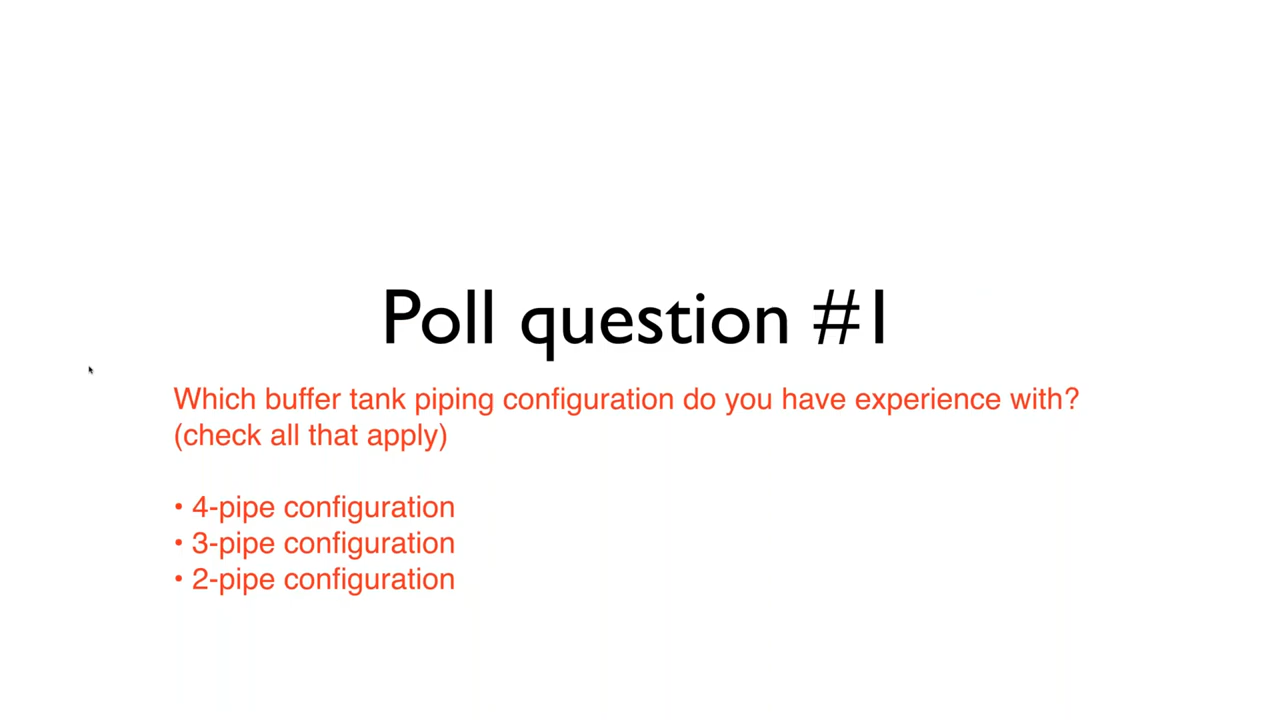 Poll question #1
Which buffer tank piping configuration do you have experience with?
(check all that apply)
• 4-pipe configuration
• 3-pipe configuration
• 2-pipe configuration